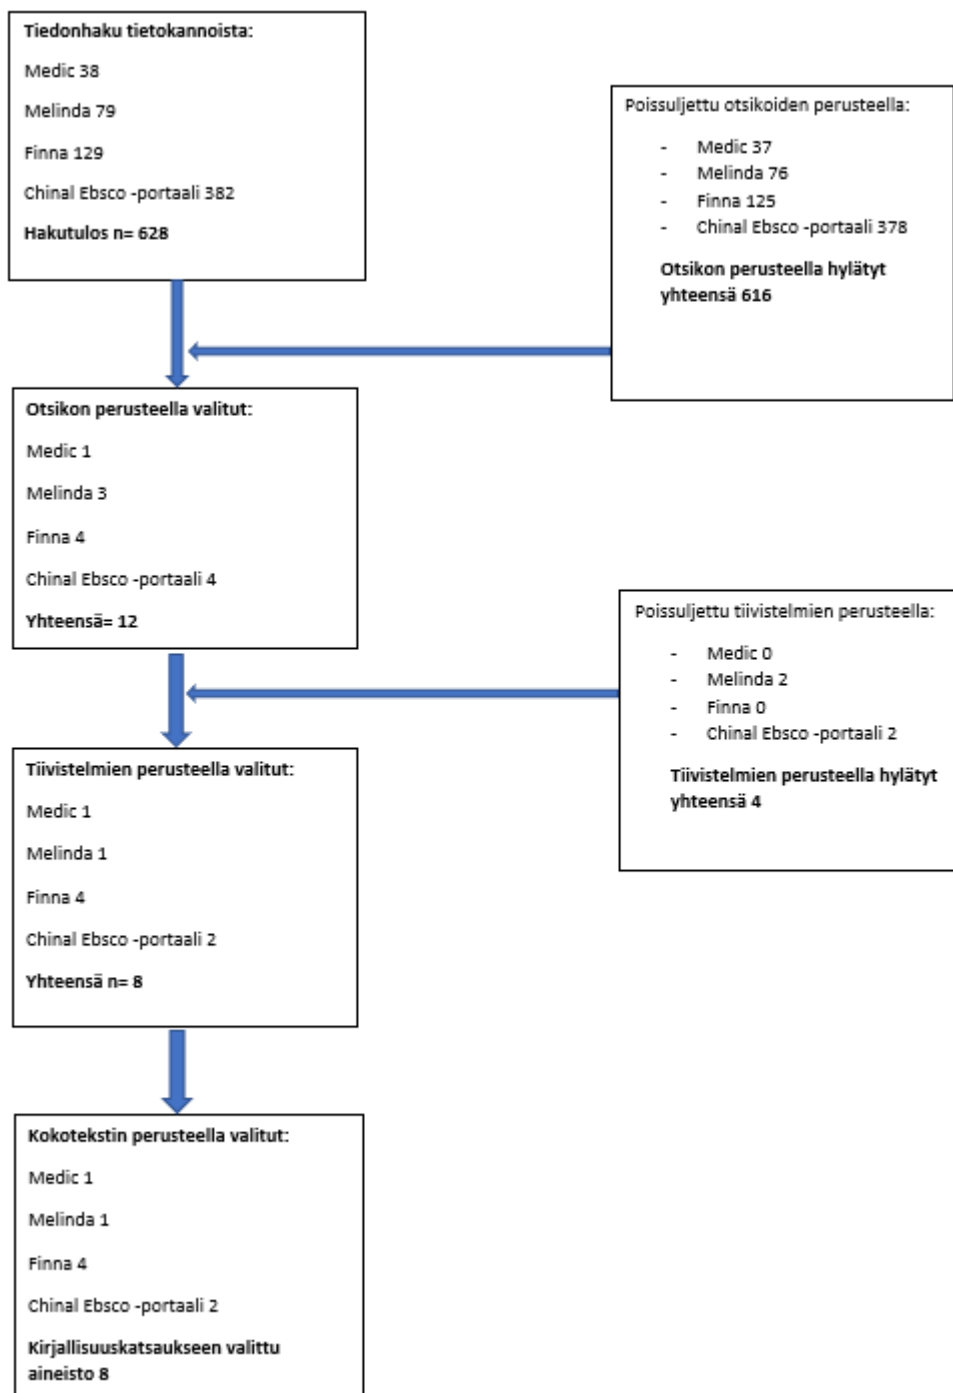 Tiedonhaku tietokannoista:
Medic 38
Melinda 79
Finna 129
Chinal Ebsco -portaali 382
Hakutulos n= 628
Poissuljettu otsikoiden perusteella:
- Medic 37
- Melinda 76
- Finna 125
- Chinal Ebsco -portaali 378
Otsikon perusteella hylätyt
yhteensä 616
Otsikon perusteella valitut:
Medic 1
Melinda 3
Finna 4
Chinal Ebsco -portaali 4
Yhteensä= 12
Poissuljettu tiivistelmien perusteella:
- Medic 0
- Melinda 2
- Finna 0
- Chinal Ebsco -portaali 2
Tiivistelmien perusteella hylätyt
yhteensä 4
Tiivistelmien perusteella valitut:
Medic 1
Melinda 1
Finna 4
Chinal Ebsco -portaali 2
Yhteensä n= 8
Kokotekstin perusteella valitut:
Medic 1
Melinda 1
Finna 4
Chinal Ebsco -portaali 2
Kirjallisuuskatsaukseen valittu
aineisto 8